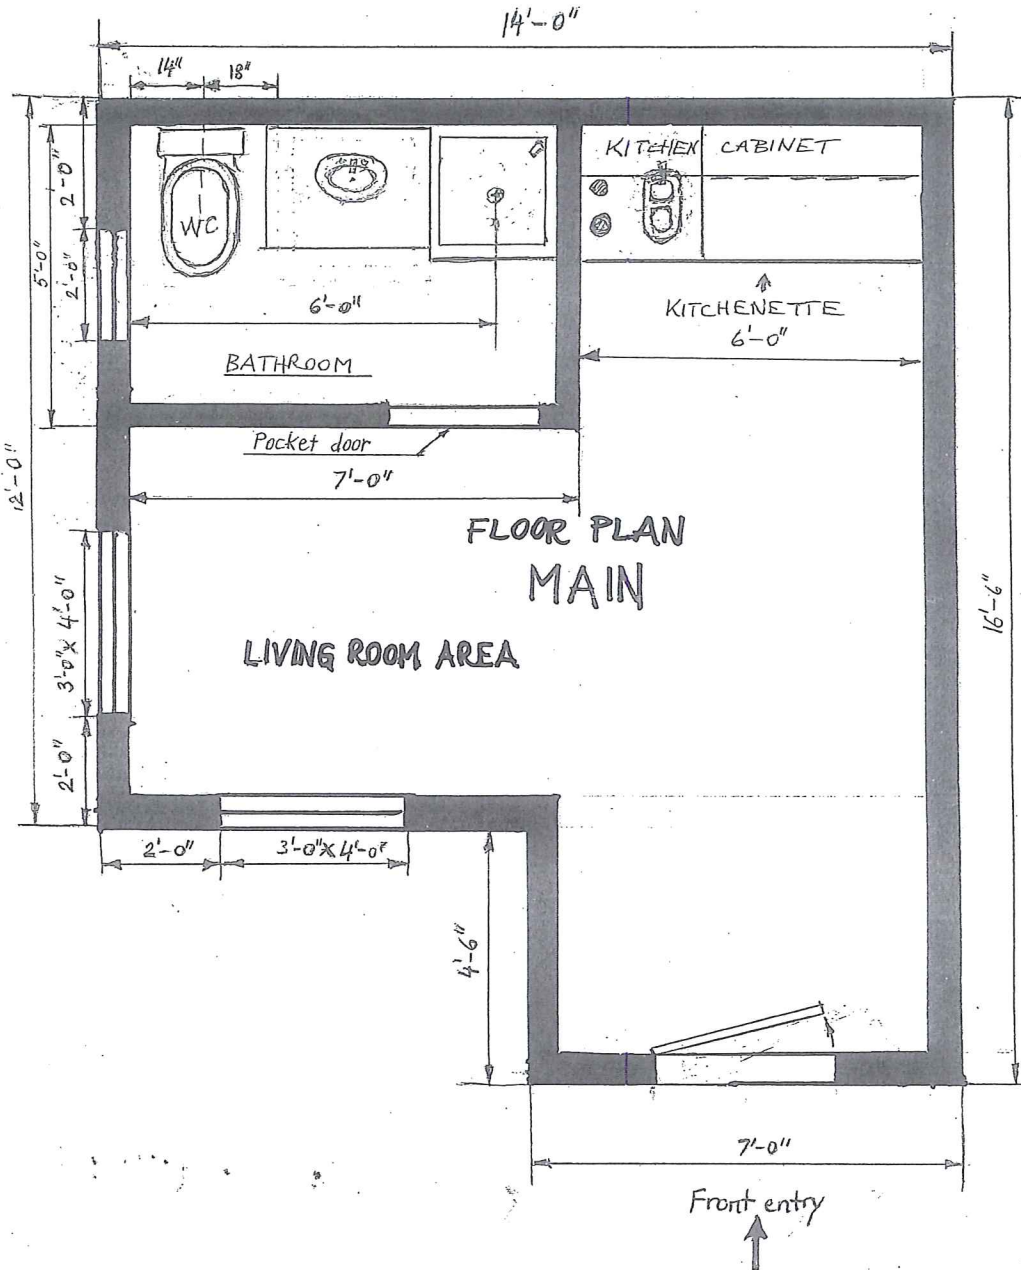 14'-0"
14" 18"
KITCHEN CABINET
2'-0"
WC
5'-0"
2'-0"
6'-0"
KITCHENETTE
6'-0"
BATHROOM
Pocket door
7'-0"
12'-0"
FLOOR PLAN
MAIN
16'-6"
3'-0"X 4'-0"
LIVING ROOM AREA
2'-0"
2'-0" 3'-0"X 4'-0"
4'-6"
7'-0"
Front entry